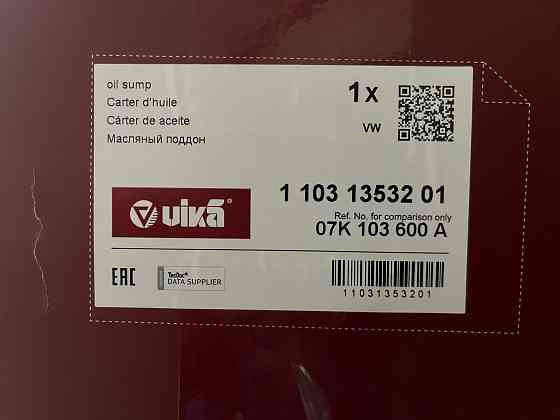 oil sump
Carter d'huile
Cárter de aceite
Масляный поддон
1 x
VW
vika®
1 103 13532 01
Ref. No. for comparison only
07K 103 600 A
EAC
TecDoc®
DATA SUPPLIER
11031353201